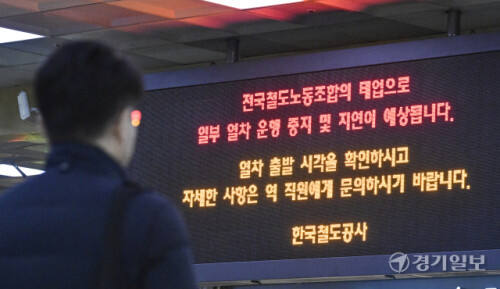 전국철도노동조합의 태업으로
일부 열차 운행 중지 및 지연이 예상됩니다.
열차 출발 시각을 확인하시고
자세한 사항은 역 직원에게 문의하시기 바랍니다.
한국철도공사
경기일보